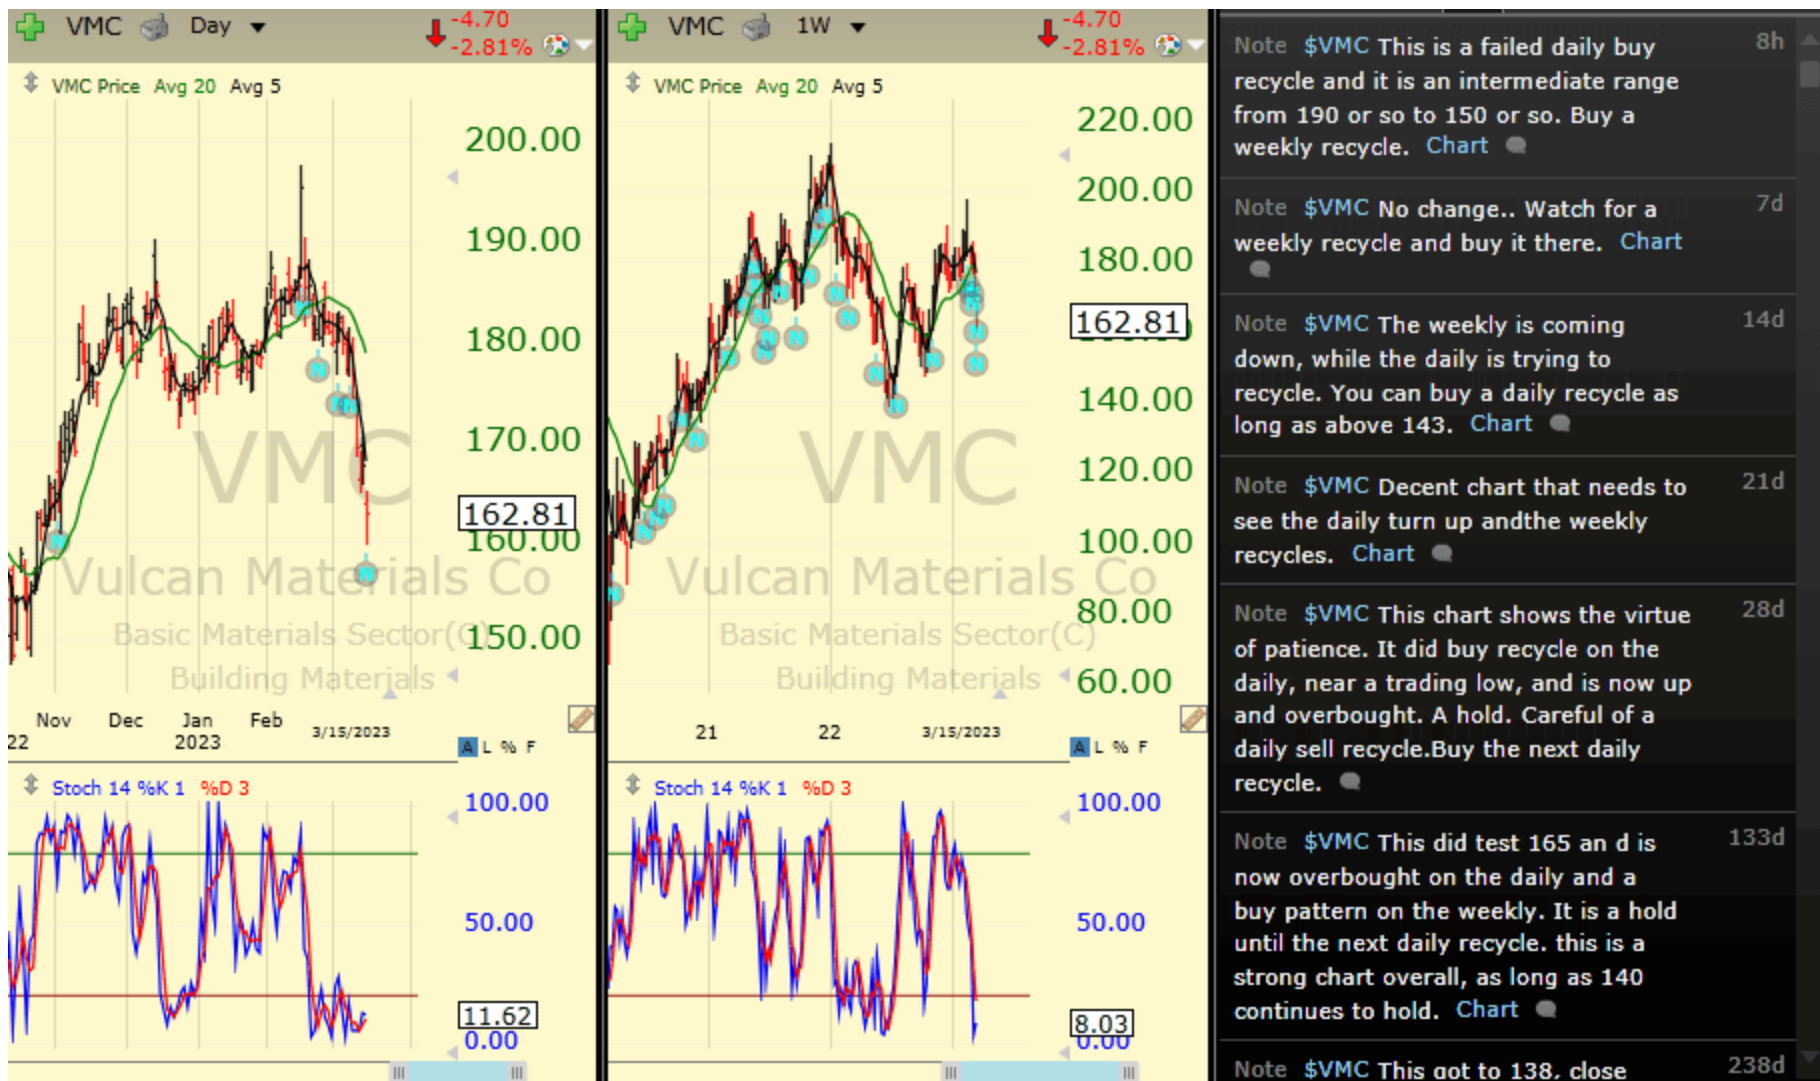 VMC Day
-4.70
-2.81%
VMC Price Avg 20 Avg 5
200.00
190.00
180.00
170.00
162.81
160.00
150.00
VMC
Vulcan Materials Co
Basic Materials Sector(C)
Building Materials
22
Nov Dec Jan Feb 3/15/2023
2023
A L % F
Stoch 14 %K 1 %D 3
100.00
50.00
11.62
0.00
VMC 1W
-4.70
-2.81%
VMC Price Avg 20 Avg 5
220.00
200.00
180.00
162.81
140.00
120.00
100.00
80.00
60.00
VMC
Vulcan Materials Co
Basic Materials Sector(C)
Building Materials
21 22 3/15/2023
A L % F
Stoch 14 %K 1 %D 3
100.00
50.00
8.03
0.00
Note $VMC This is a failed daily buy 8h
recycle and it is an intermediate range
from 190 or so to 150 or so. Buy a
weekly recycle. Chart
Note $VMC No change.. Watch for a 7d
weekly recycle and buy it there. Chart
Note $VMC The weekly is coming 14d
down, while the daily is trying to
recycle. You can buy a daily recycle as
long as above 143. Chart
Note $VMC Decent chart that needs to 21d
see the daily turn up andthe weekly
recycles. Chart
Note $VMC This chart shows the virtue 28d
of patience. It did buy recycle on the
daily, near a trading low, and is now up
and overbought. A hold. Careful of a
daily sell recycle.Buy the next daily
recycle.
Note $VMC This did test 165 an d is 133d
now overbought on the daily and a
buy pattern on the weekly. It is a hold
until the next daily recycle. this is a
strong chart overall, as long as 140
continues to hold. Chart
Note $VMC This got to 138, close 238d